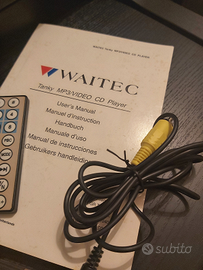 WAITEC
Tanky MP3/VIDEO CD Player
User's Manual
Manuel d'instruction
Handbuch
Manuale d'uso
Manual de instrucciones
Gebruikers handleiding
subito